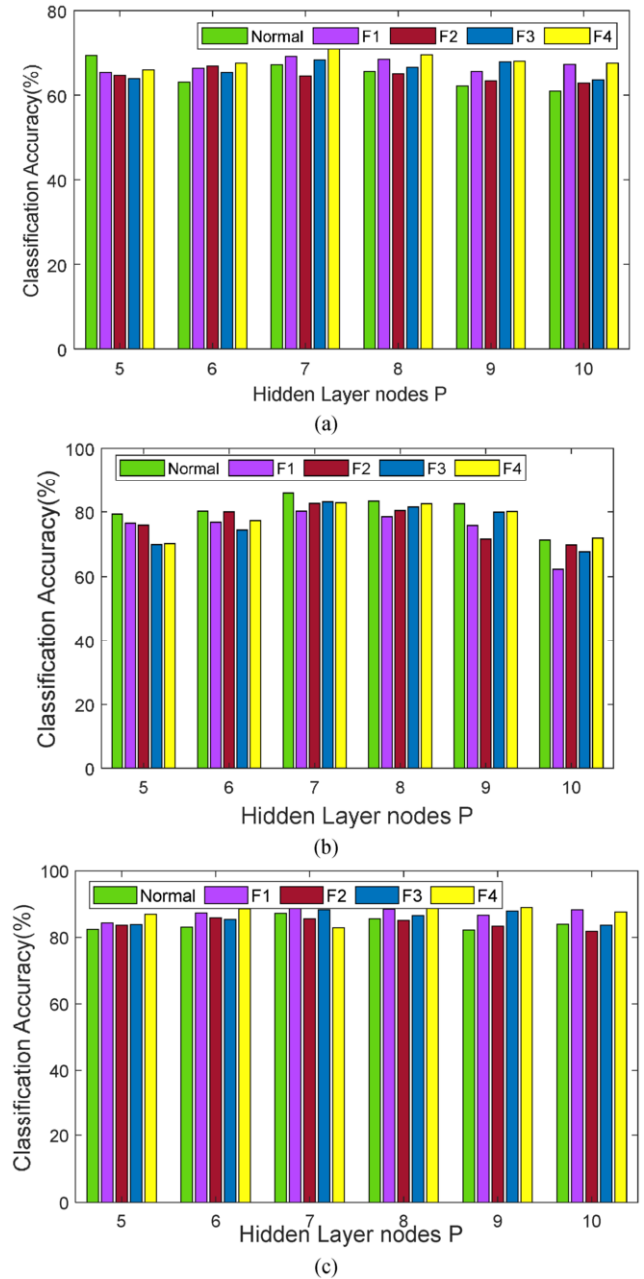 80
60
40
20
0
Classification Accuracy(%)
Normal F1 F2 F3 F4
5 6 7 8 9 10
Hidden Layer nodes P
(a)
100
80
60
40
20
0
Classification Accuracy(%)
Normal F1 F2 F3 F4
5 6 7 8 9 10
Hidden Layer nodes P
(b)
100
80
60
40
20
0
Classification Accuracy(%)
Normal F1 F2 F3 F4
5 6 7 8 9 10
Hidden Layer nodes P
(c)